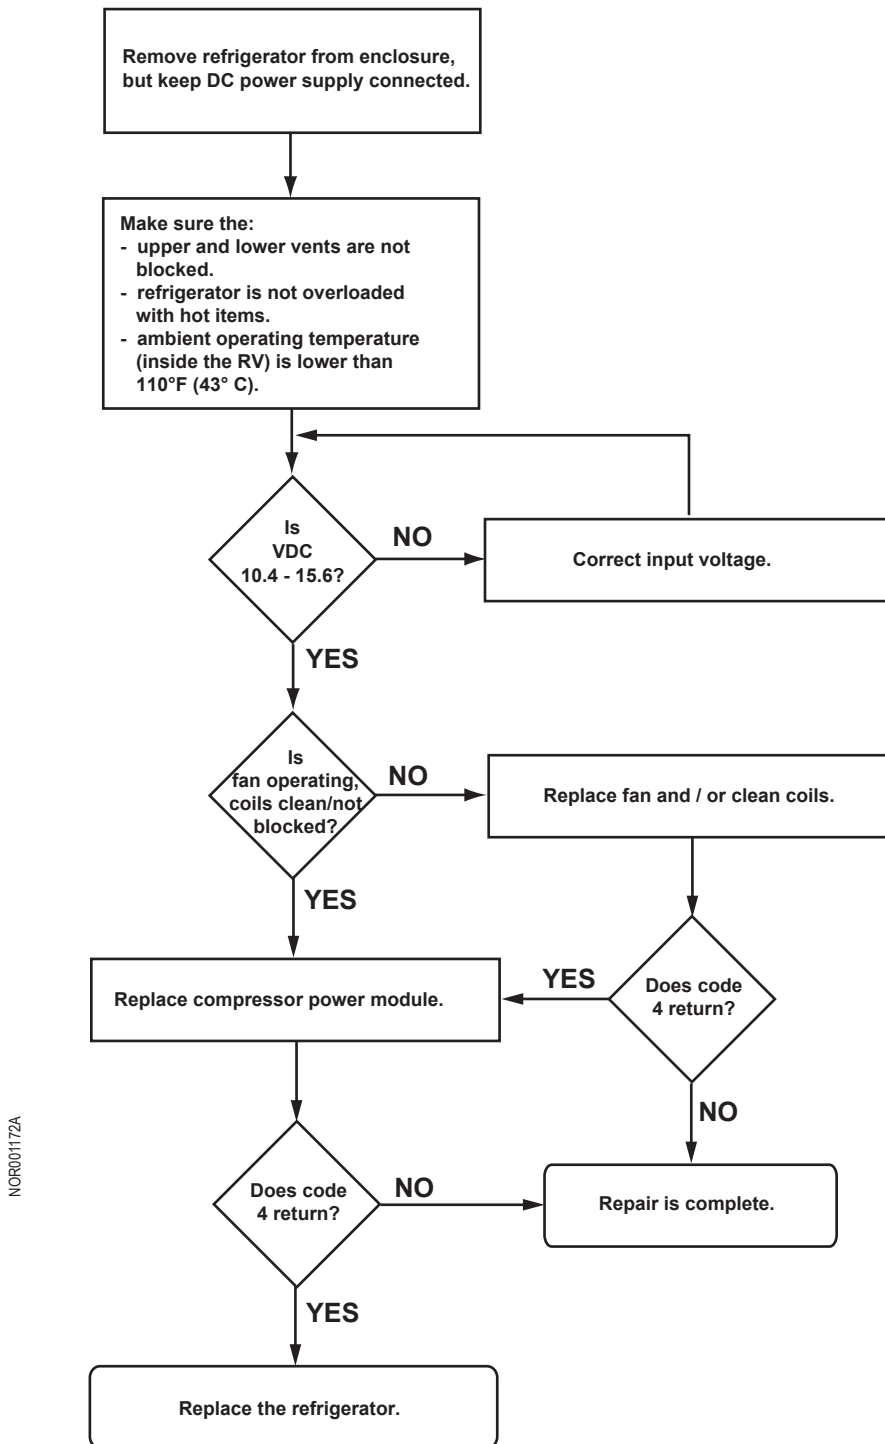 Remove refrigerator from enclosure,
but keep DC power supply connected.
Make sure the:
- upper and lower vents are not
blocked.
- refrigerator is not overloaded
with hot items.
- ambient operating temperature
(inside the RV) is lower than
110°F (43° C).
Is
VDC
10.4 - 15.6?
NO
Correct input voltage.
YES
Is
fan operating,
coils clean/not
blocked?
NO
Replace fan and / or clean coils.
YES
Does code
4 return?
YES
Replace compressor power module.
NO
Does code
4 return?
NO
Repair is complete.
YES
Replace the refrigerator.
NOR001172A